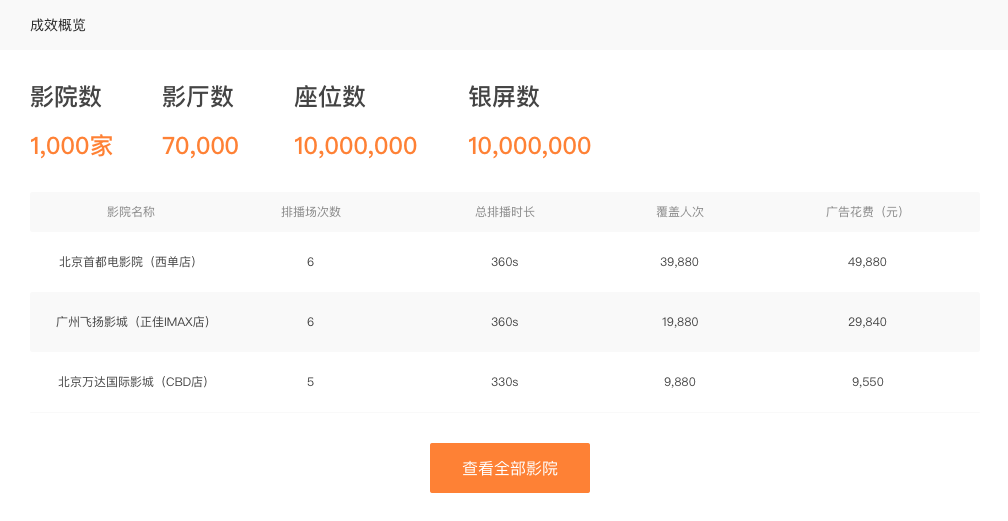 成效概览
影院数 影厅数 座位数 银屏数
1,000家 70,000 10,000,000 10,000,000
影院名称 排播场次数 总排播时长 覆盖人次 广告花费（元）
北京首都电影院（西单店） 6 360s 39,880 49,880
广州飞扬影城（正佳IMAX店） 6 360s 19,880 29,840
北京万达国际影城（CBD店） 5 330s 9,880 9,550
查看全部影院